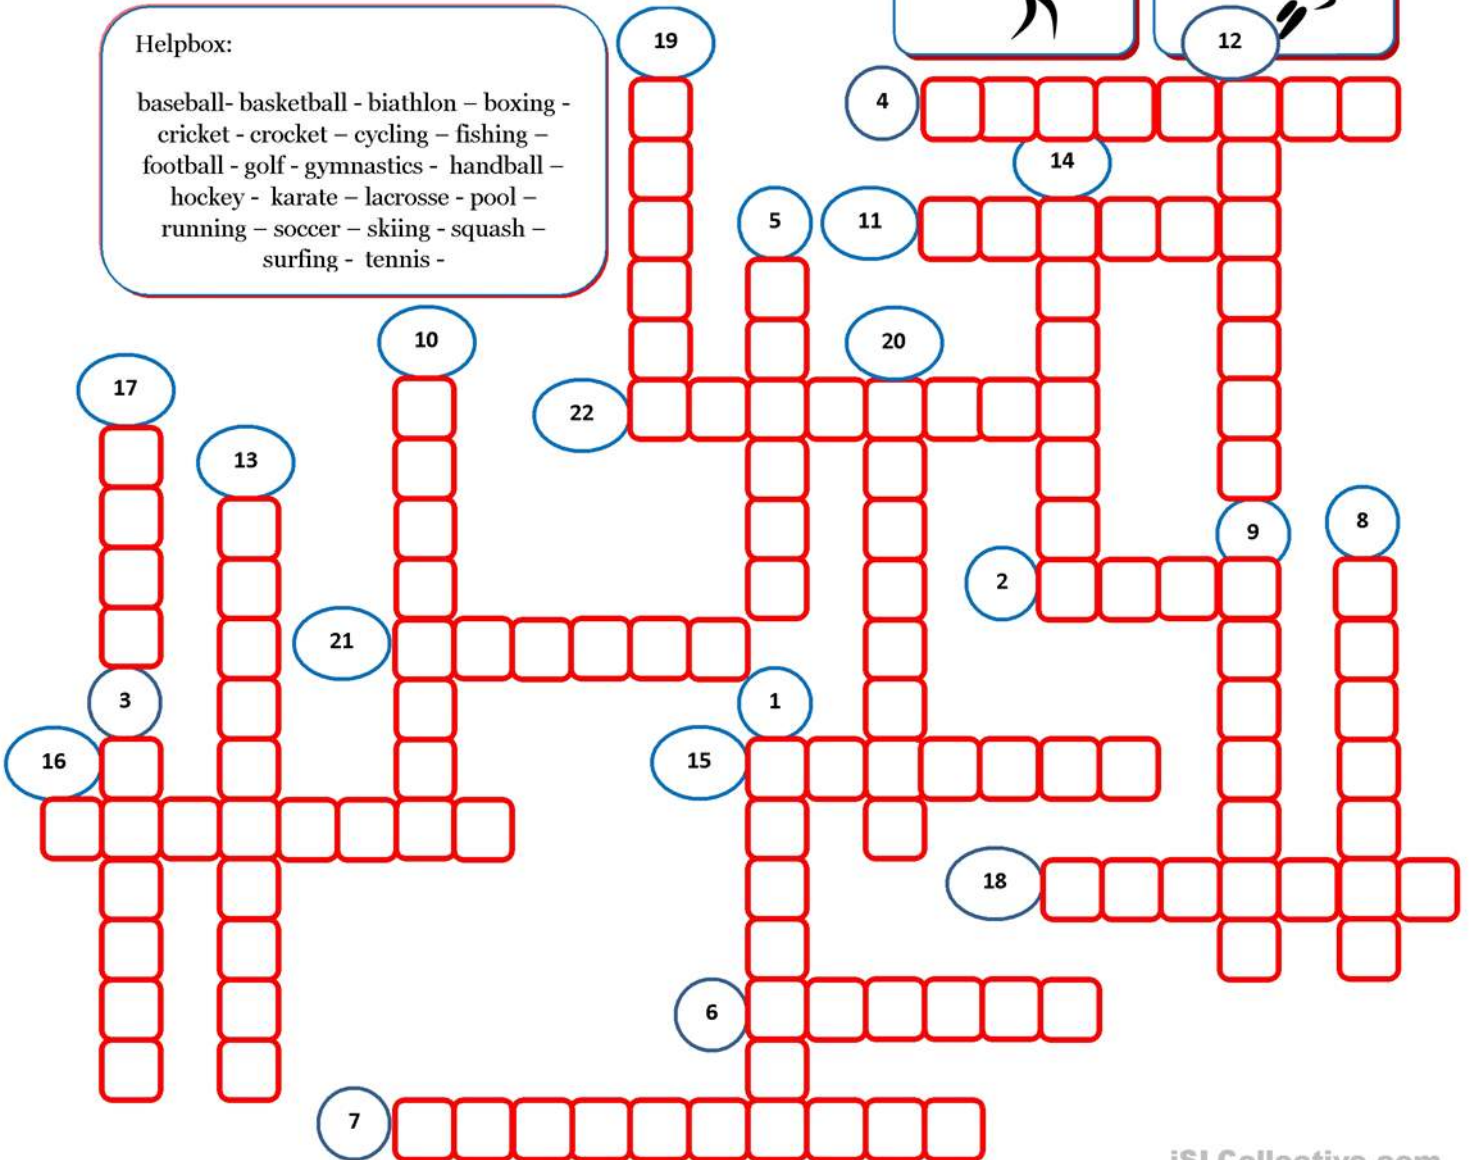 Helpbox:
baseball- basketball - biathlon – boxing -
cricket - crocket – cycling – fishing –
football - golf - gymnastics -  handball –
hockey -  karate – lacrosse - pool –
running – soccer – skiing - squash –
surfing -  tennis -
19
12
4
14
5
11
10
20
17
22
13
9
8
2
21
3
1
16
15
18
6
7
iSLCollective.com